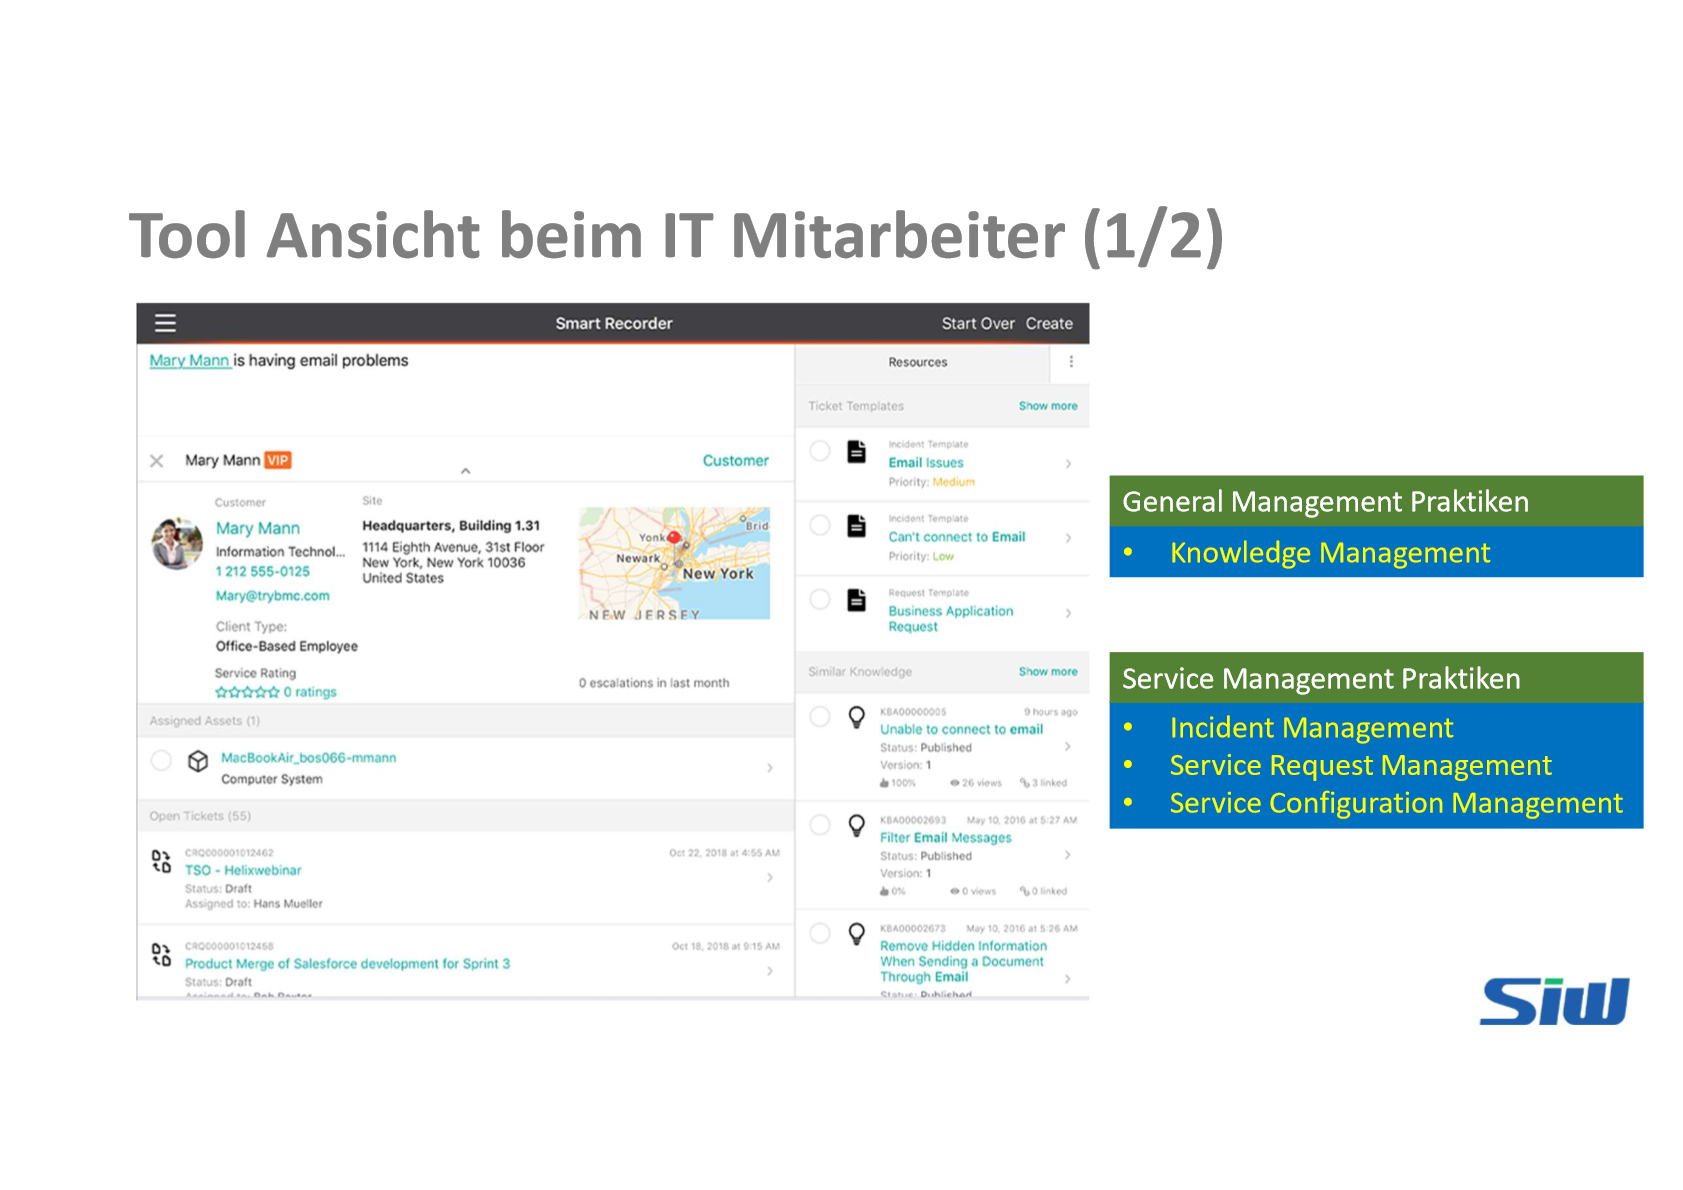 Tool Ansicht beim IT Mitarbeiter (1/2)
Smart Recorder
Start Over Create
Mary Mann is having email problems
Mary Mann VIP
Customer
Customer
Mary Mann
Information Technol...
1 212 555-0125
Mary@trybmc.com
Client Type:
Office-Based Employee
Service Rating
0 ratings
Site
Headquarters, Building 1.31
1114 Eighth Avenue, 31st Floor
New York, New York 10036
United States
Brid
Yonk
Newark
New York
NEW JERSEY
0 escalations in last month
Assigned Assets (1)
MacBookAir_bos066-mmann
Computer System
Open Tickets (55)
CRQ000001012462
Oct 22, 2018 at 4:55 AM
TSO - Helixwebinar
Status: Draft
Assigned to: Hans Mueller
CRQ000001012458
Oct 18, 2018 at 9:15 AM
Product Merge of Salesforce development for Sprint 3
Status: Draft
Assigned to: Bob Baxter
Resources
Ticket Templates
Show more
Incident Template
Email Issues
Priority: Medium
Incident Template
Can't connect to Email
Priority: Low
Request Template
Business Application
Request
Similar Knowledge
Show more
KBA00000005
9 hours ago
Unable to connect to email
Status: Published
Version: 1
100% 26 views 3 linked
KBA00002693
May 10, 2016 at 5:27 AM
Filter Email Messages
Status: Published
Version: 1
0% 0 views 0 linked
KBA00002673
May 10, 2016 at 5:26 AM
Remove Hidden Information
When Sending a Document
Through Email
Status: Published
General Management Praktiken
• Knowledge Management
Service Management Praktiken
• Incident Management
• Service Request Management
• Service Configuration Management
Siw